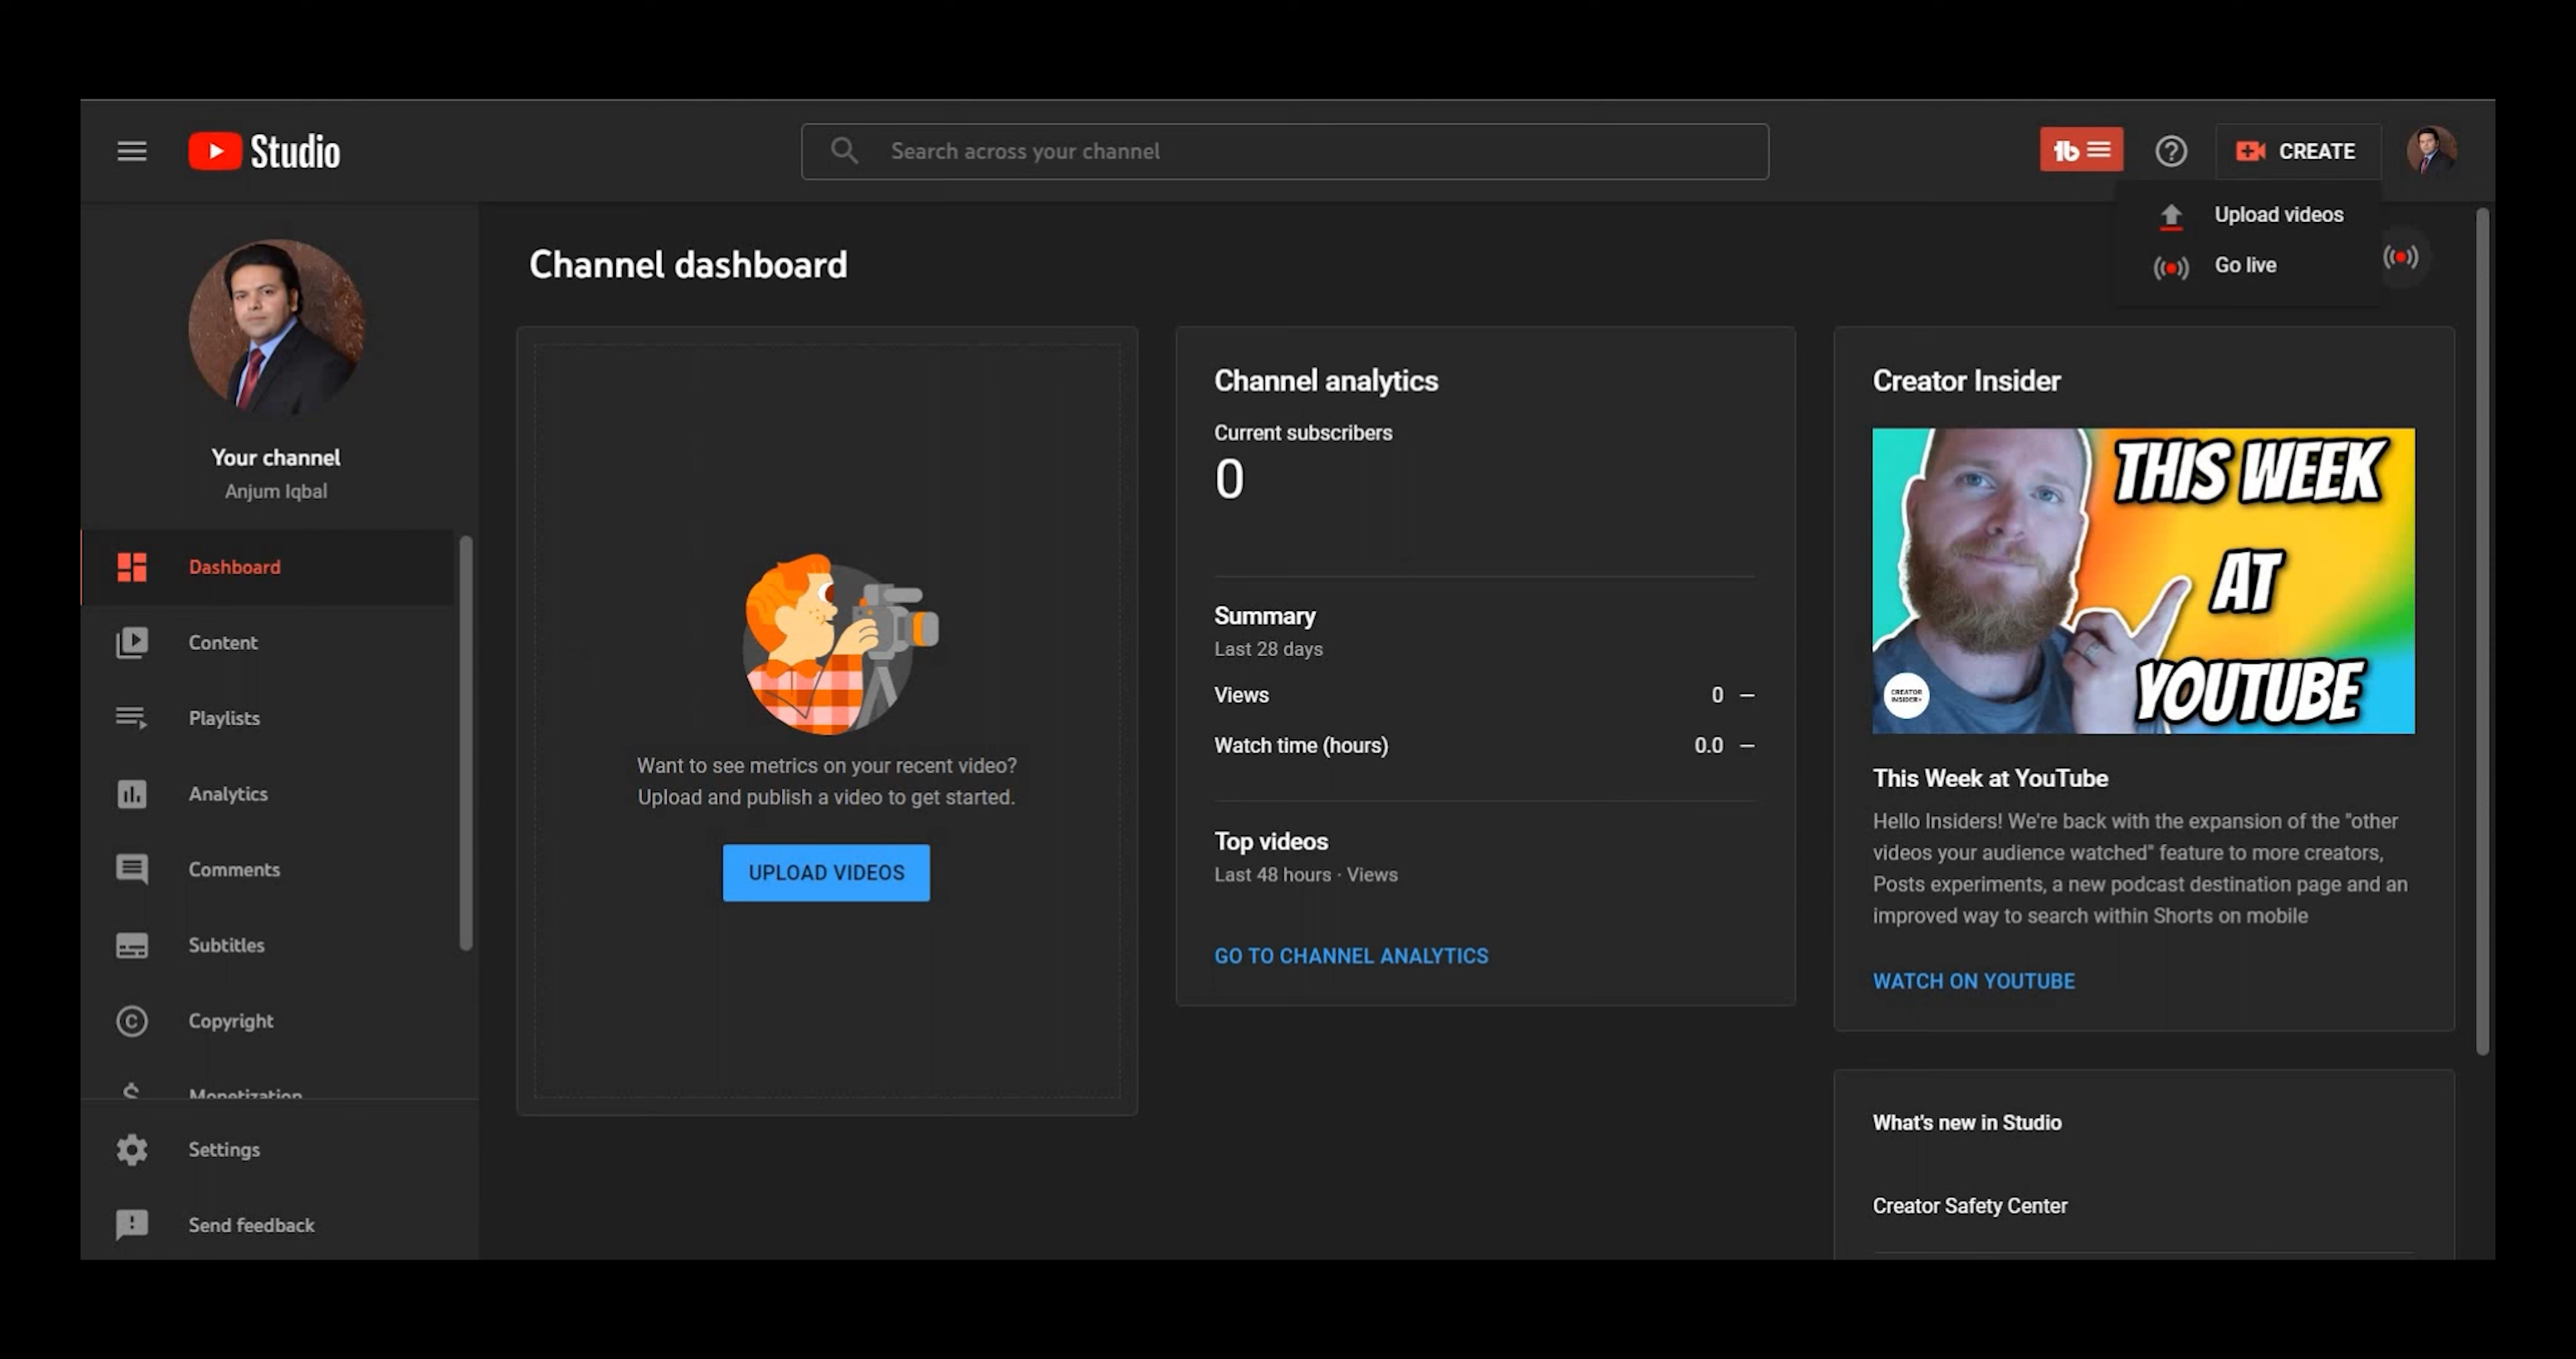 Studio
Search across your channel
CREATE
Upload videos
Go live
Your channel
Anjum Iqbal
Dashboard
Content
Playlists
Analytics
Comments
Subtitles
Copyright
Monetization
Settings
Send feedback
Channel dashboard
Want to see metrics on your recent video?
Upload and publish a video to get started.
UPLOAD VIDEOS
Channel analytics
Current subscribers
0
Summary
Last 28 days
Views 0 —
Watch time (hours) 0.0 —
Top videos
Last 48 hours · Views
GO TO CHANNEL ANALYTICS
Creator Insider
THIS WEEK
AT
YOUTUBE
CREATOR
INSIDER
This Week at YouTube
Hello Insiders! We're back with the expansion of the "other
videos your audience watched" feature to more creators,
Posts experiments, a new podcast destination page and an
improved way to search within Shorts on mobile
WATCH ON YOUTUBE
What's new in Studio
Creator Safety Center